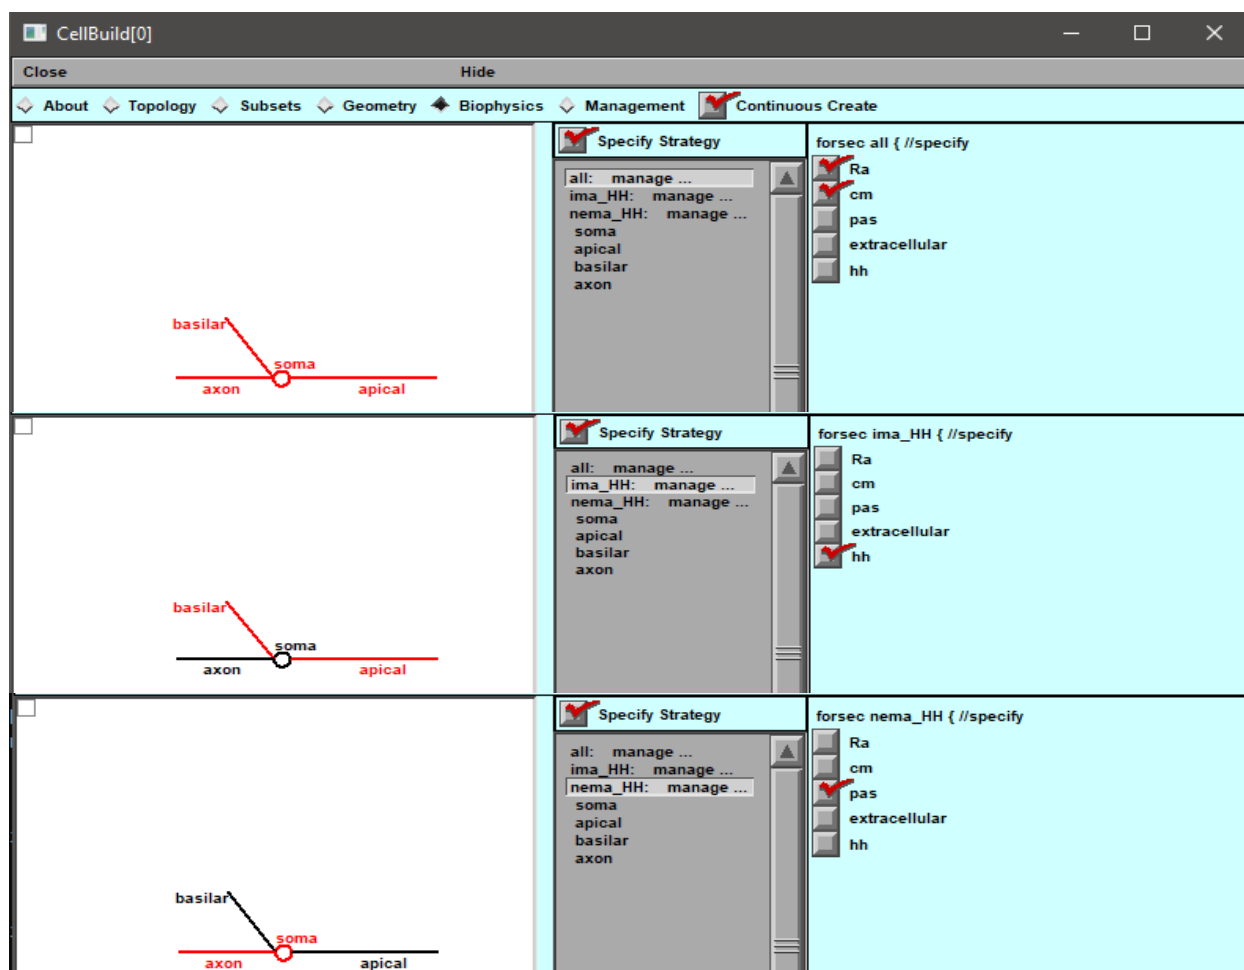 CellBuild[0]
Close Hide
About Topology Subsets Geometry Biophysics Management Continuous Create
Specify Strategy
all: manage ...
ima_HH: manage ...
nema_HH: manage ...
soma
apical
basilar
axon
forsec all { //specify
Ra
cm
pas
extracellular
hh
basilar
soma
axon
apical
Specify Strategy
all: manage ...
ima_HH: manage ...
nema_HH: manage ...
soma
apical
basilar
axon
forsec ima_HH { //specify
Ra
cm
pas
extracellular
hh
basilar
soma
axon
apical
Specify Strategy
all: manage ...
ima_HH: manage ...
nema_HH: manage ...
soma
apical
basilar
axon
forsec nema_HH { //specify
Ra
cm
pas
extracellular
hh
basilar
soma
axon
apical